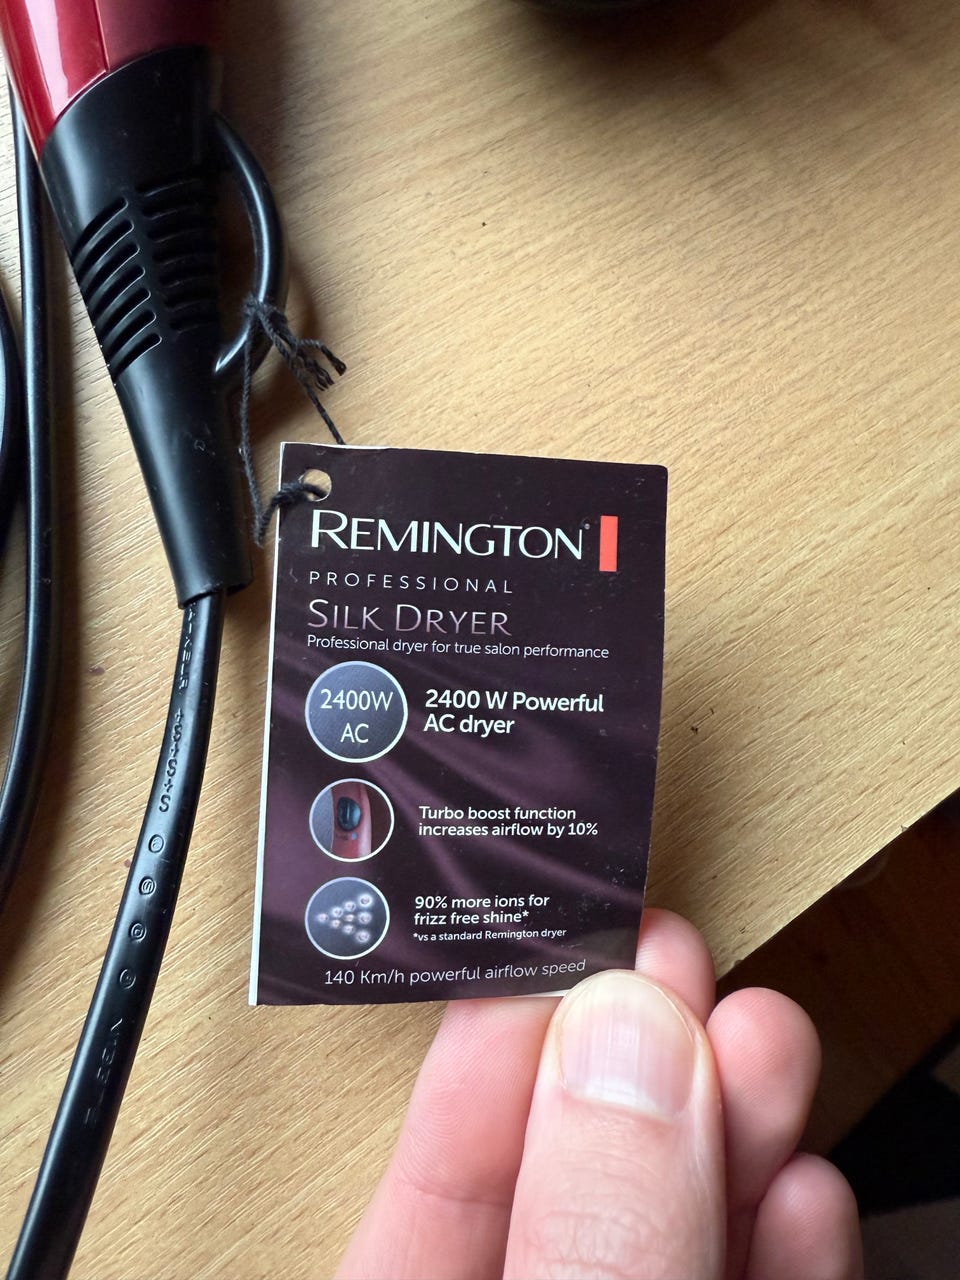 REMINGTON®
PROFESSIONAL
SILK DRYER
Professional dryer for true salon performance
2400W
AC
2400 W Powerful
AC dryer
Turbo boost function
increases airflow by 10%
90% more ions for
frizz free shine*
*vs a standard Remington dryer
140 Km/h powerful airflow speed